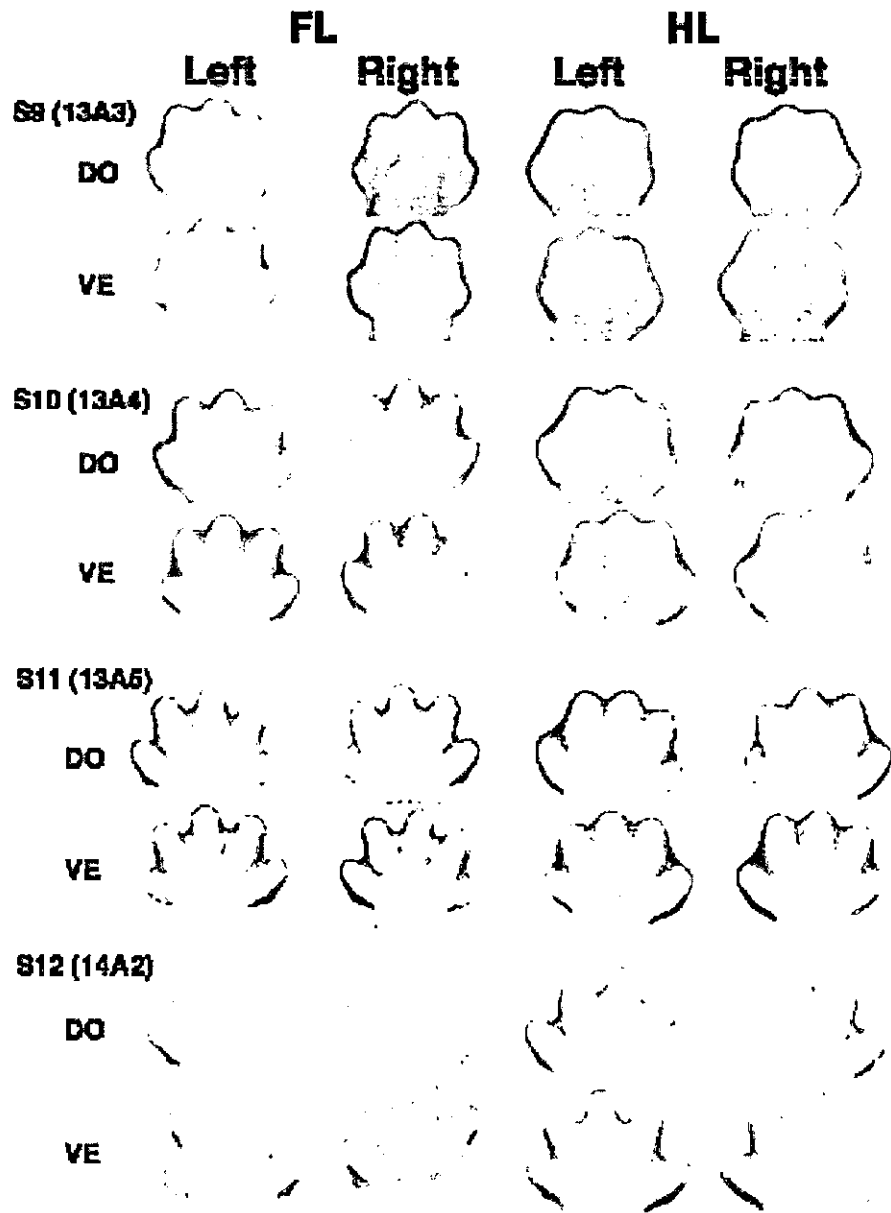 FL HL
Left Right Left Right
S9 (13A3)
DO
VE
S10 (13A4)
DO
VE
S11 (13A5)
DO
VE
S12 (14A2)
DO
VE